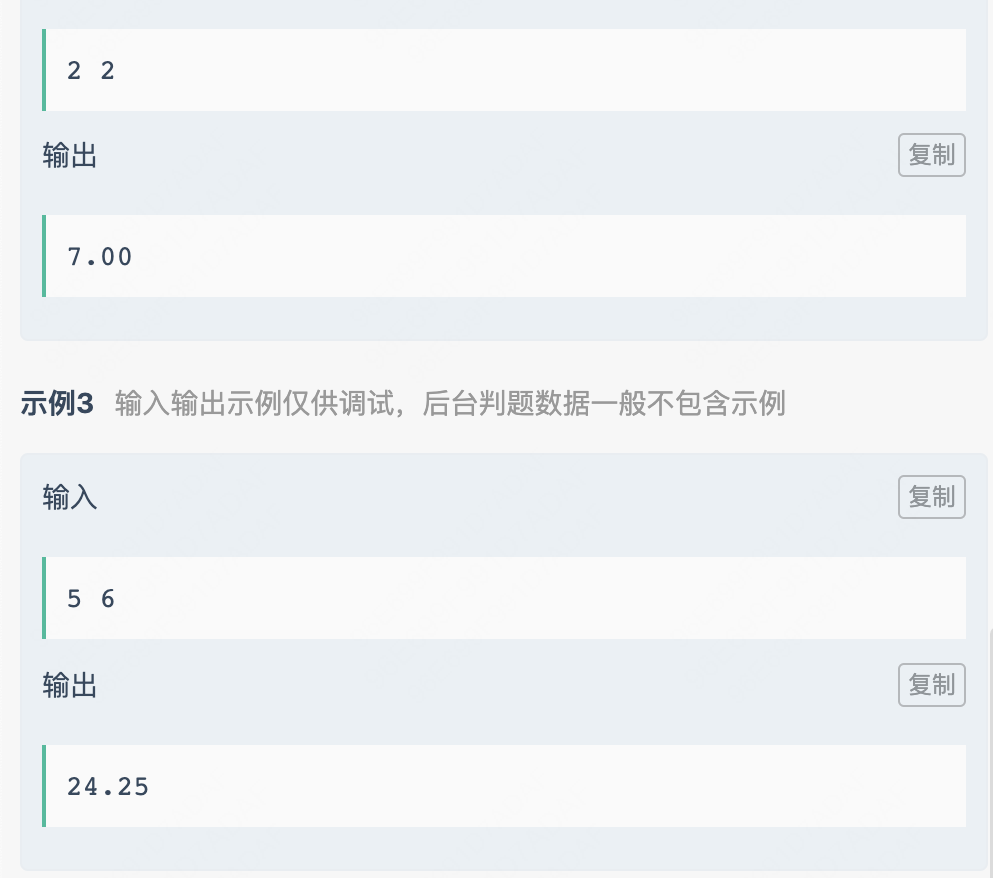 2 2
输出 复制
7.00
示例3 输入输出示例仅供调试，后台判题数据一般不包含示例
输入 复制
5 6
输出 复制
24.25